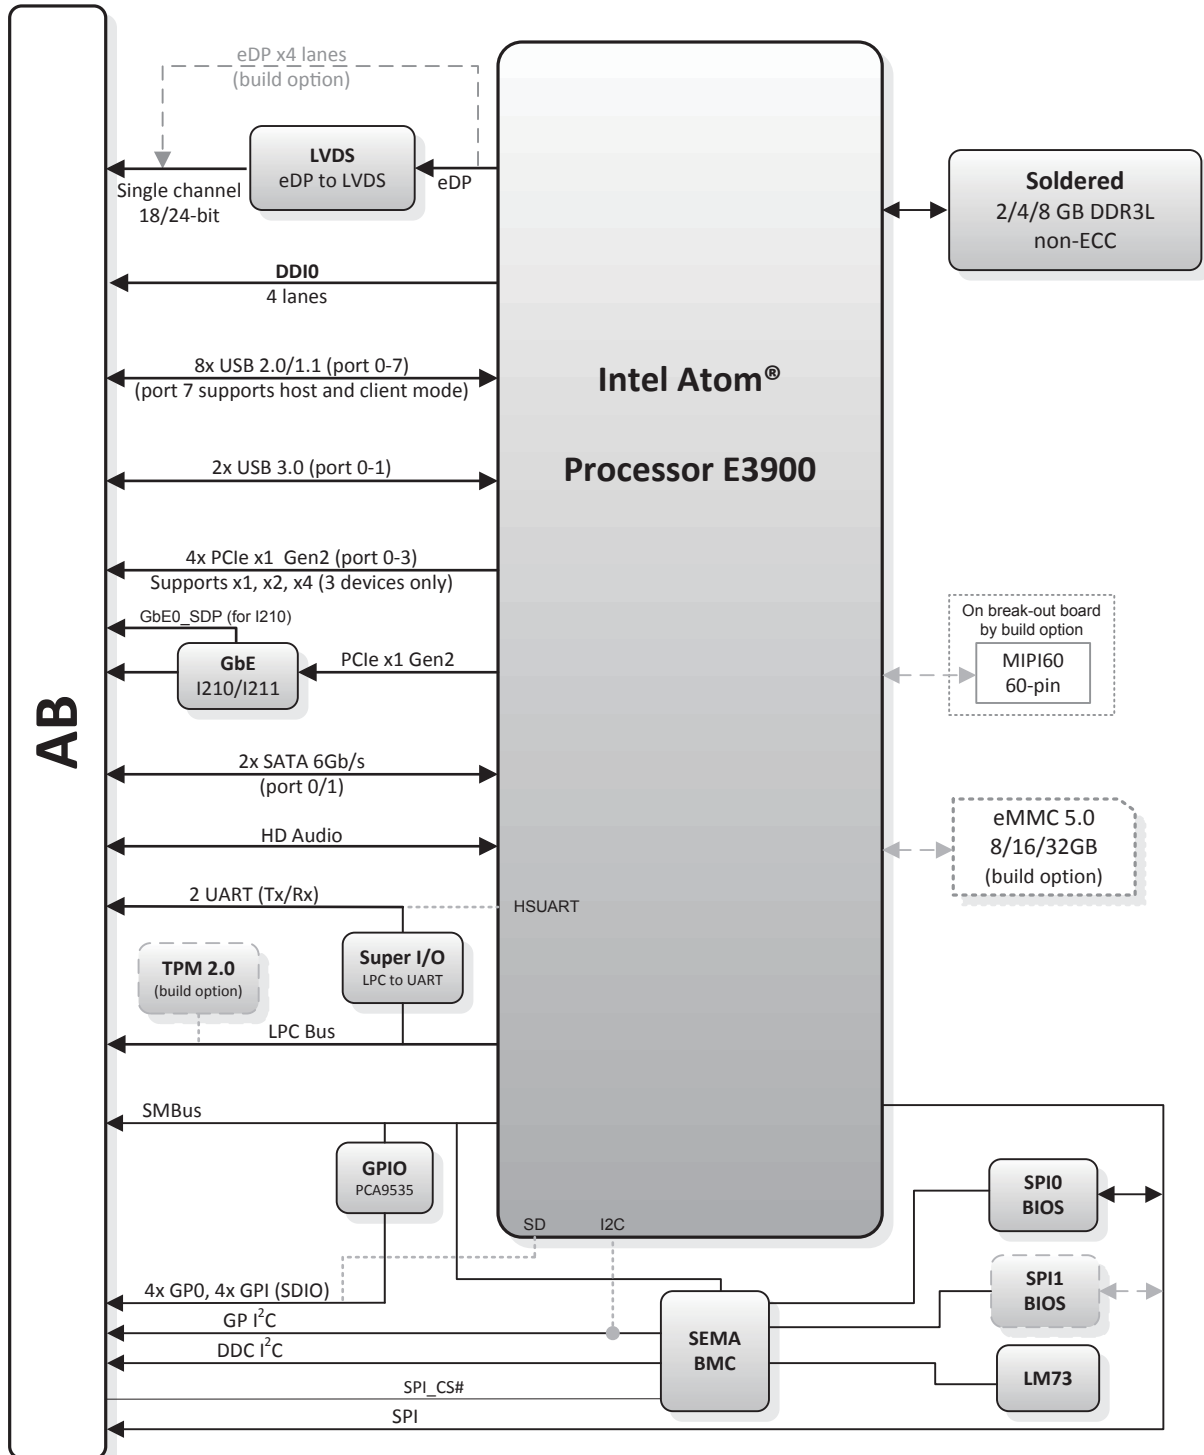 eDP x4 lanes
(build option)
LVDS
eDP to LVDS
eDP
Single channel
18/24-bit
Soldered
2/4/8 GB DDR3L
non-ECC
DDI0
4 lanes
8x USB 2.0/1.1 (port 0-7)
(port 7 supports host and client mode)
Intel Atom®
Processor E3900
2x USB 3.0 (port 0-1)
4x PCIe x1 Gen2 (port 0-3)
Supports x1, x2, x4 (3 devices only)
GbE0_SDP (for I210)
GbE
I210/I211
PCIe x1 Gen2
On break-out board
by build option
MIPI60
60-pin
AB
2x SATA 6Gb/s
(port 0/1)
HD Audio
eMMC 5.0
8/16/32GB
(build option)
2 UART (Tx/Rx)
HSUART
TPM 2.0
(build option)
Super I/O
LPC to UART
LPC Bus
SMBus
GPIO
PCA9535
SD
I2C
SPI0
BIOS
4x GP0, 4x GPI (SDIO)
SPI1
BIOS
GP I²C
DDC I²C
SEMA
BMC
LM73
SPI_CS#
SPI